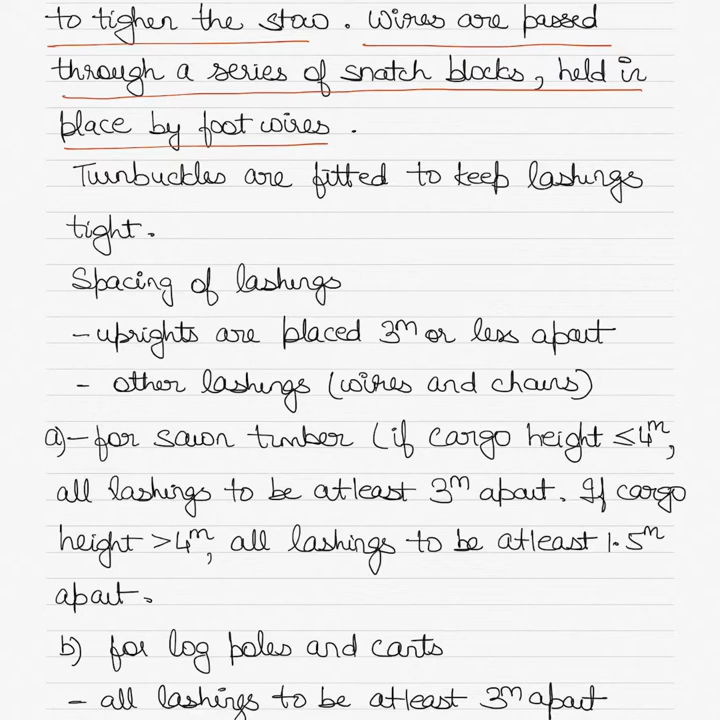 to tighen the stow. Wires are passed
through a series of snatch blocks, held in
place by foot wires.
Turnbuckles are fitted to keep lashings
tight.
Spacing of lashings
- uprights are placed 3m or less apart
- other lashings (wires and chains)
a) - for sawn timber (if cargo height ≤ 4m,
all lashings to be atleast 3m apart. If cargo
height > 4m, all lashings to be atleast 1.5m
apart.
b) for log poles and cants
- all lashings to be atleast 3m apart